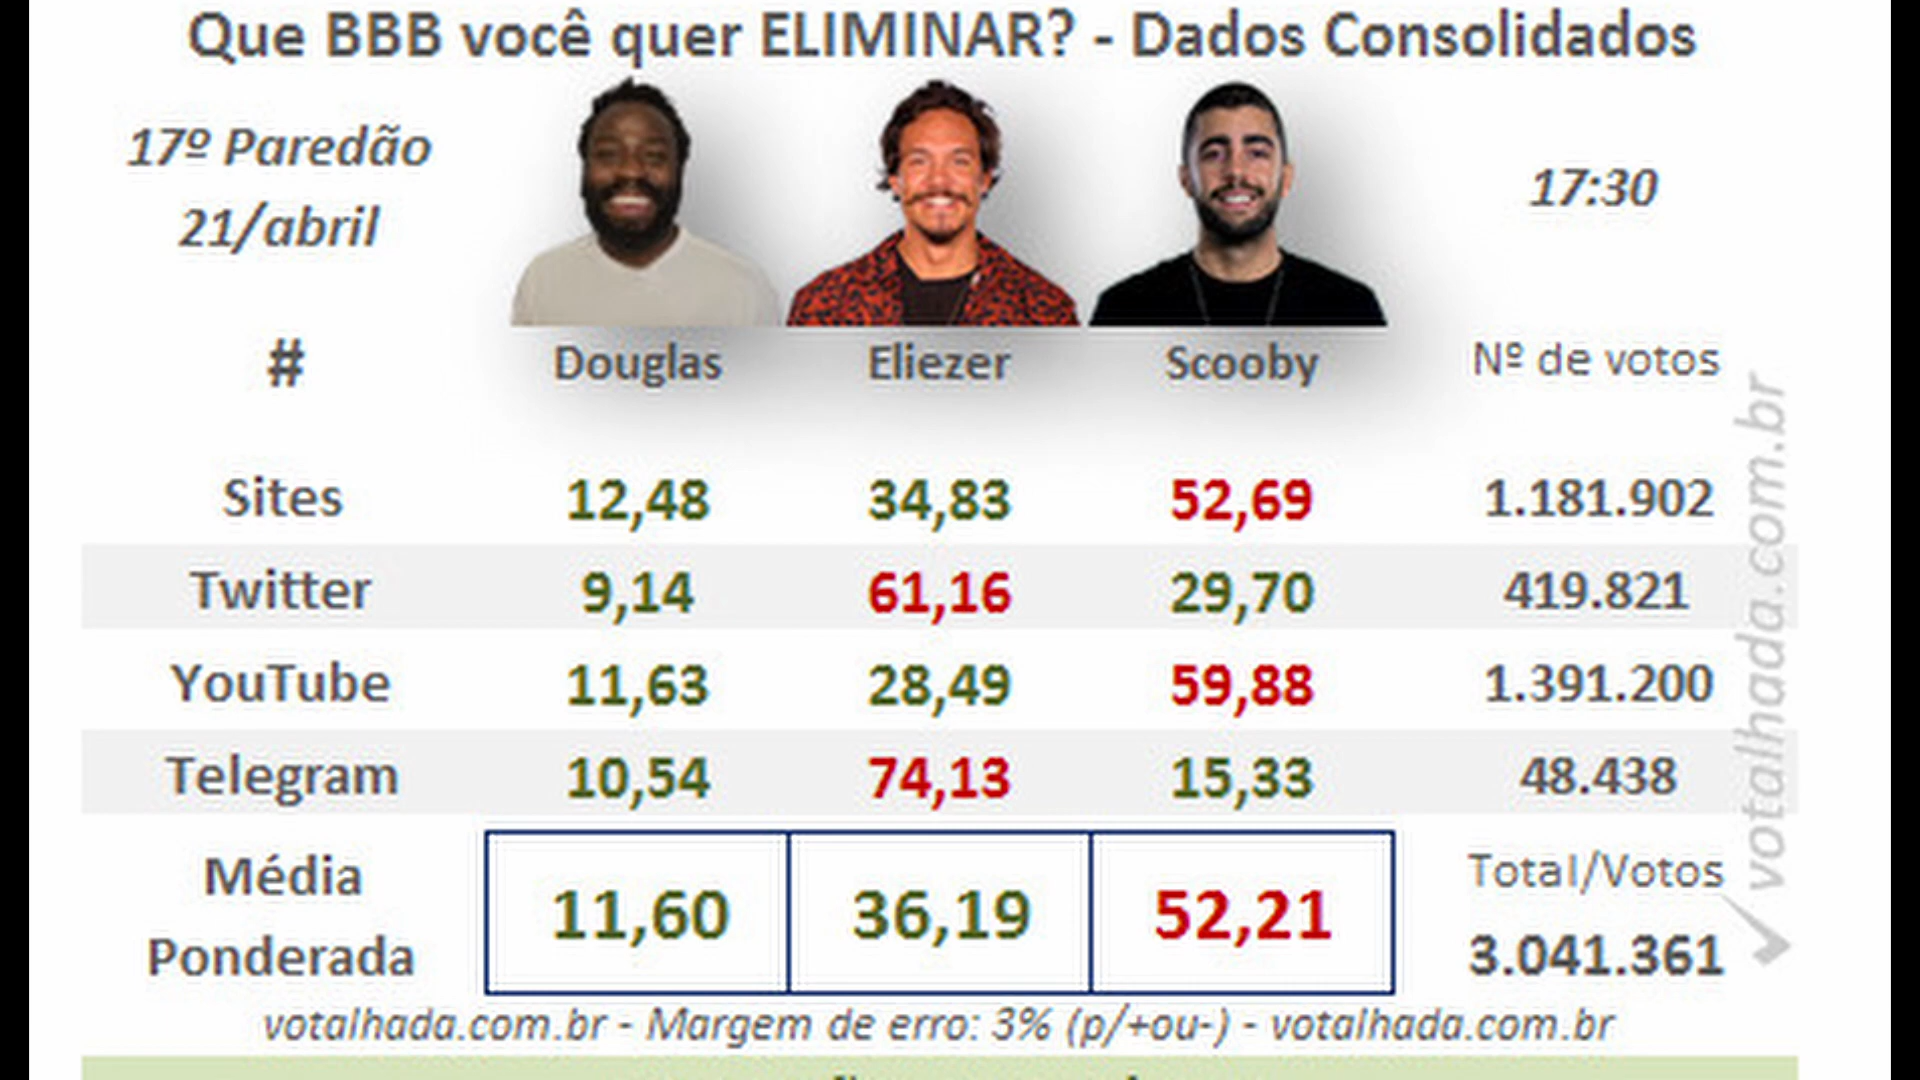 Que BBB você quer ELIMINAR? - Dados Consolidados
17º Paredão
21/abril
17:30
# Douglas Eliezer Scooby Nº de votos
Sites 12,48 34,83 52,69 1.181.902
Twitter 9,14 61,16 29,70 419.821
YouTube 11,63 28,49 59,88 1.391.200
Telegram 10,54 74,13 15,33 48.438
Média
Ponderada
11,60 36,19 52,21
Total/Votos
3.041.361
votalhada.com.br
votalhada.com.br - Margem de erro: 3% (p/+ou-) - votalhada.com.br